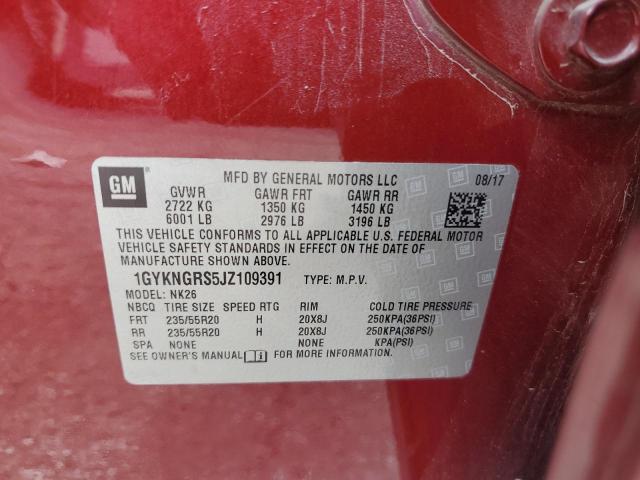 GM
MFD BY GENERAL MOTORS LLC 08/17
GVWR GAWR FRT GAWR RR
2722 KG 1350 KG 1450 KG
6001 LB 2976 LB 3196 LB
THIS VEHICLE CONFORMS TO ALL APPLICABLE U.S. FEDERAL MOTOR
VEHICLE SAFETY STANDARDS IN EFFECT ON THE DATE OF
MANUFACTURE SHOWN ABOVE.
1GYKNGRS5JZ109391 TYPE: M.P.V.
MODEL: NK26
NBCQ TIRE SIZE SPEED RTG RIM COLD TIRE PRESSURE
FRT 235/55R20 H 20X8J 250KPA(36PSI)
RR 235/55R20 H 20X8J 250KPA(36PSI)
SPA NONE NONE KPA(PSI)
SEE OWNER'S MANUAL FOR MORE INFORMATION.